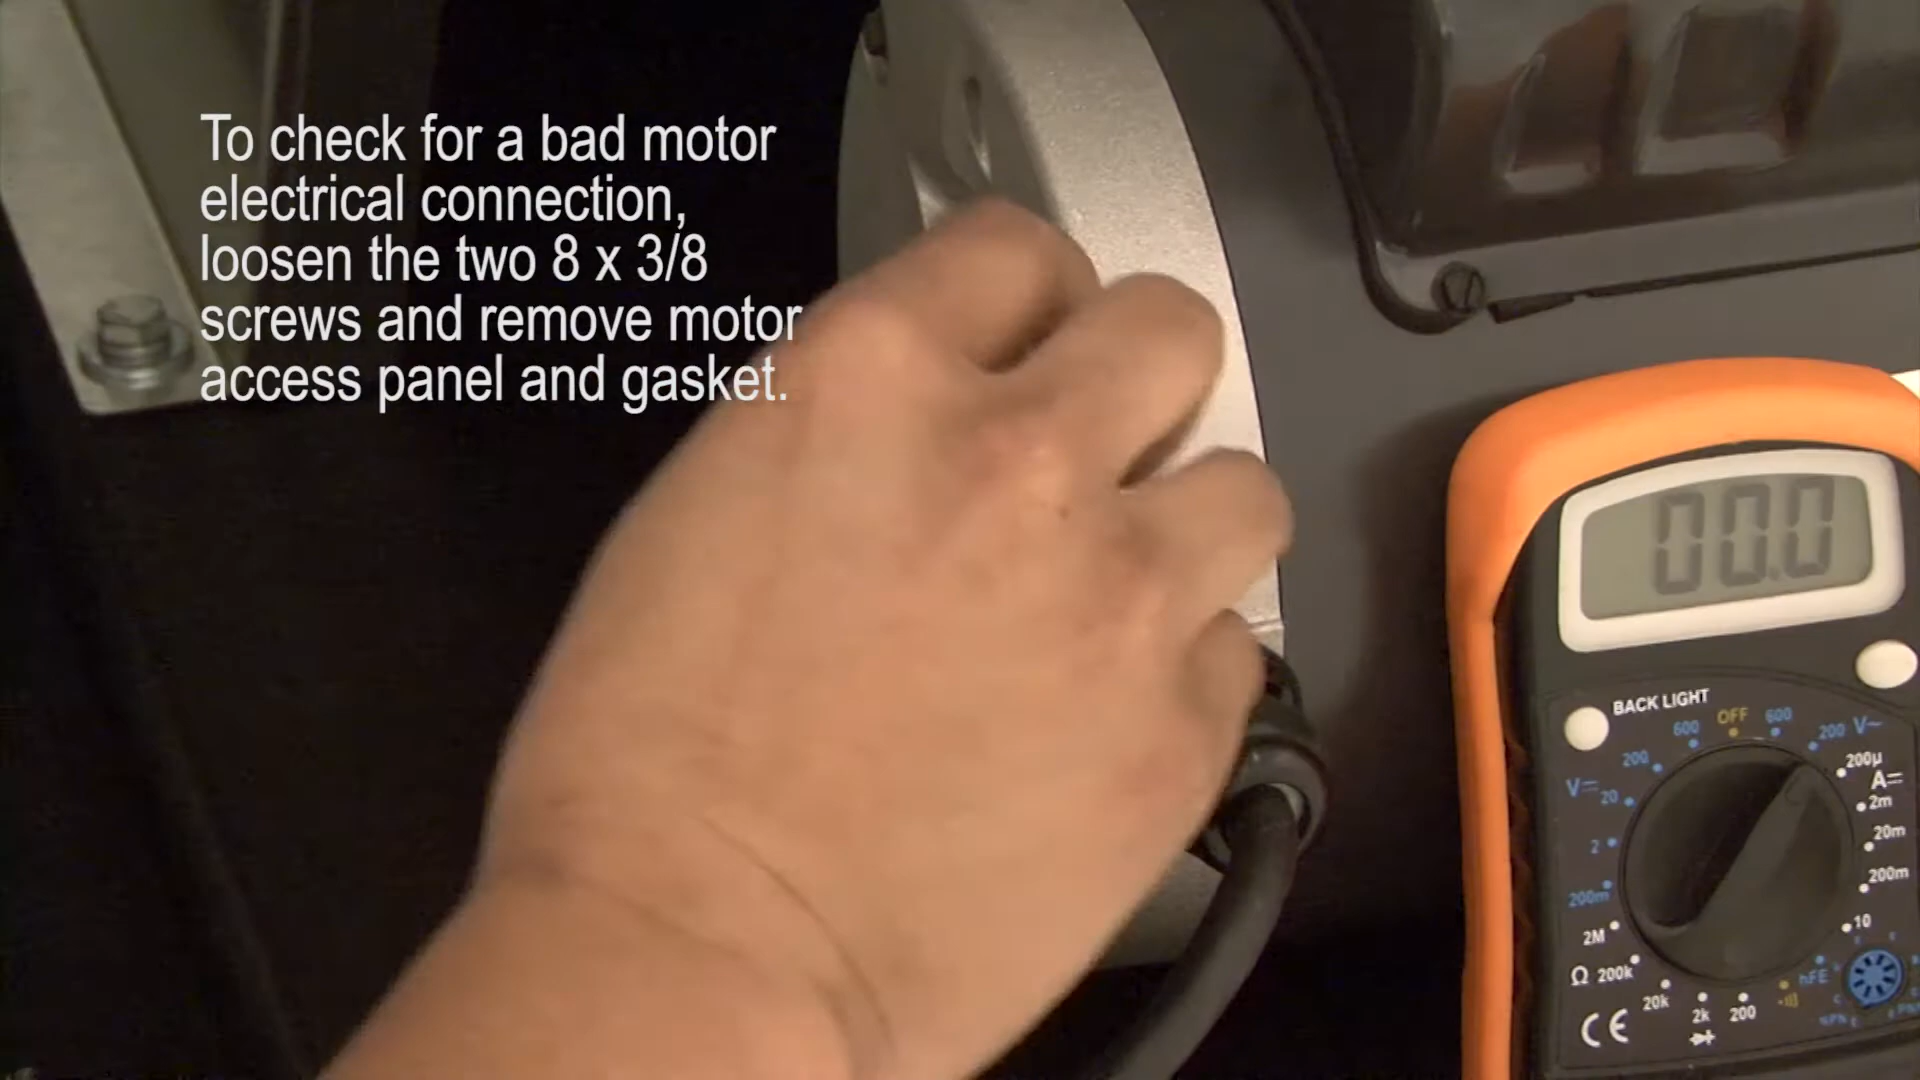 To check for a bad motor
electrical connection,
loosen the two 8 x 3/8
screws and remove motor
access panel and gasket.
00.0
BACK LIGHT
OFF
600
600
200
200 V~
V⎓
20
2
200m
200µ
A⎓
2m
20m
200m
10
2M
Ω 200k
20k
2k
200
hFE
CE